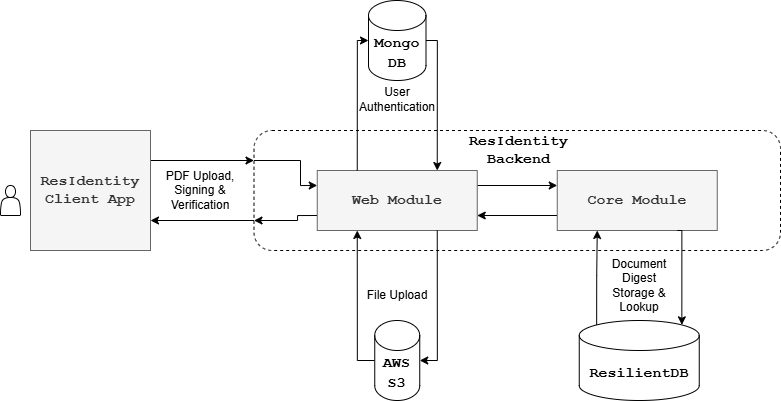 Mongo
DB
User
Authentication
ResIdentity
Backend
ResIdentity
Client App
PDF Upload,
Signing &
Verification
Web Module
Core Module
File Upload
Document
Digest
Storage &
Lookup
AWS
S3
ResilientDB